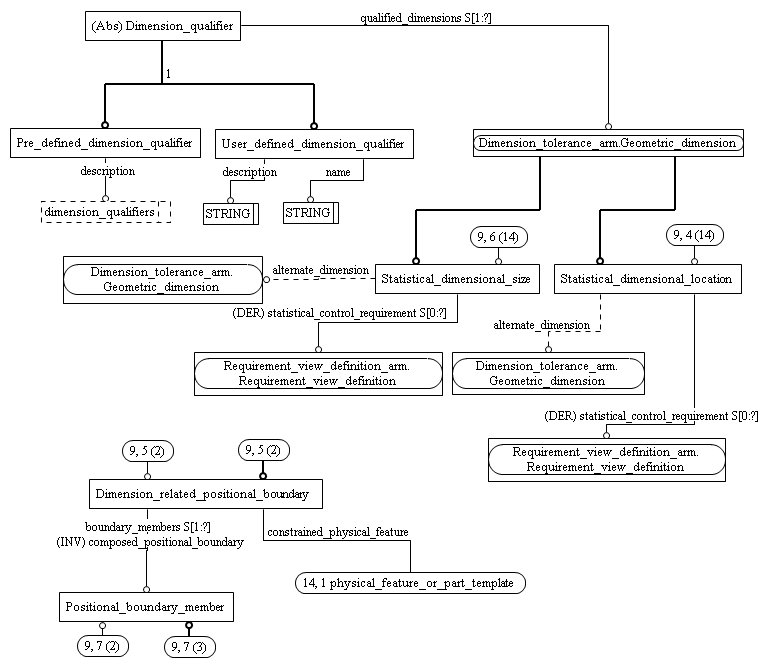 (Abs) Dimension_qualifier
qualified_dimensions S[1:?]
1
Pre_defined_dimension_qualifier
User_defined_dimension_qualifier
Dimension_tolerance_arm.Geometric_dimension
description
description
name
dimension_qualifiers
STRING
STRING
9, 6 (14)
9, 4 (14)
Dimension_tolerance_arm.
Geometric_dimension
alternate_dimension
Statistical_dimensional_size
Statistical_dimensional_location
(DER) statistical_control_requirement S[0:?]
alternate_dimension
Requirement_view_definition_arm.
Requirement_view_definition
Dimension_tolerance_arm.
Geometric_dimension
(DER) statistical_control_requirement S[0:?]
Requirement_view_definition_arm.
Requirement_view_definition
9, 5 (2)
9, 5 (2)
Dimension_related_positional_boundary
boundary_members S[1:?]
(INV) composed_positional_boundary
constrained_physical_feature
14, 1 physical_feature_or_part_template
Positional_boundary_member
9, 7 (2)
9, 7 (3)